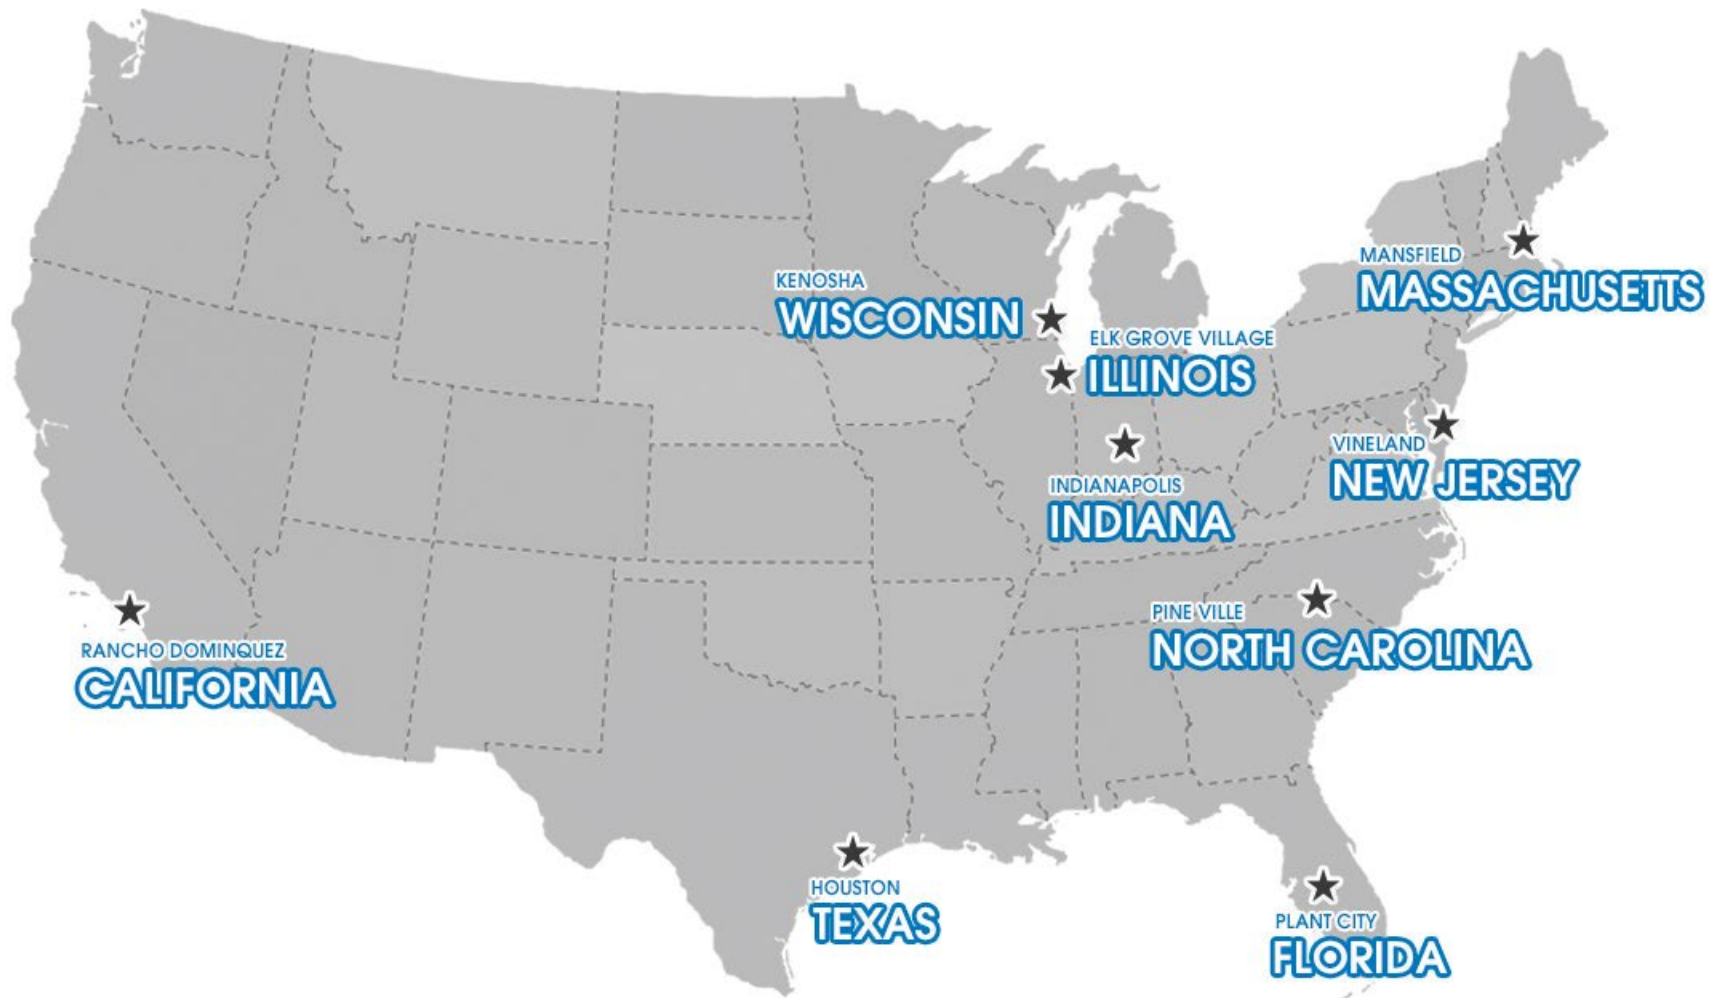 MANSFIELD
MASSACHUSETTS
KENOSHA
WISCONSIN
ELK GROVE VILLAGE
ILLINOIS
VINELAND
NEW JERSEY
INDIANAPOLIS
INDIANA
PINE VILLE
NORTH CAROLINA
RANCHO DOMINQUEZ
CALIFORNIA
HOUSTON
TEXAS
PLANT CITY
FLORIDA